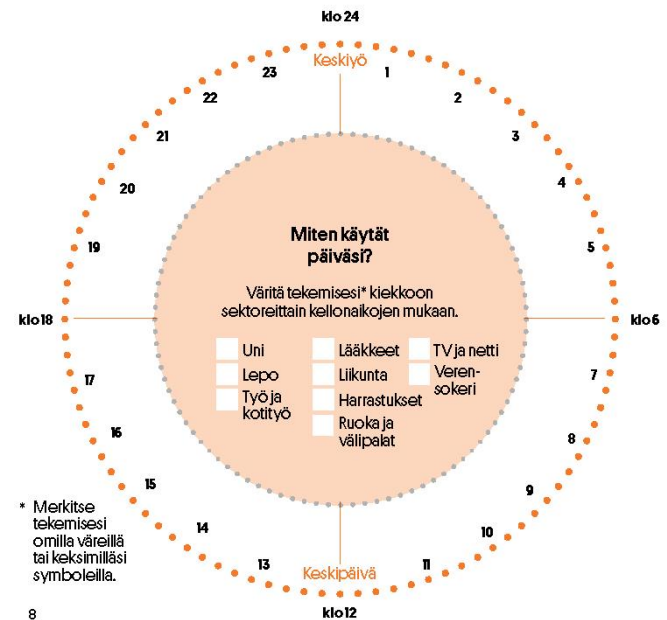 klo 24
Keskiyö
23
1
22
2
21
3
20
4
19
5
Miten käytät
päiväsi?
Väritä tekemisesi* kiekkoon
sektoreittain kellonaikojen mukaan.
klo 18
klo 6
Uni
Lepo
Työ ja
kotityö
Lääkkeet
Liikunta
Harrastukset
Ruoka ja
välipalat
TV ja netti
Veren-
sokeri
17
7
16
8
15
9
14
10
13
11
Keskipäivä
klo 12
* Merkitse
tekemisesi
omilla väreillä
tai keksimilläsi
symboleilla.
8